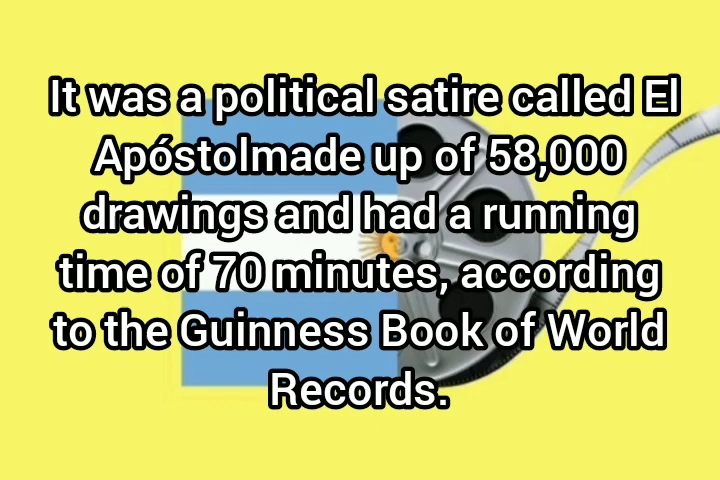 It was a political satire called El
Apóstolmade up of 58,000
drawings and had a running
time of 70 minutes, according
to the Guinness Book of World
Records.